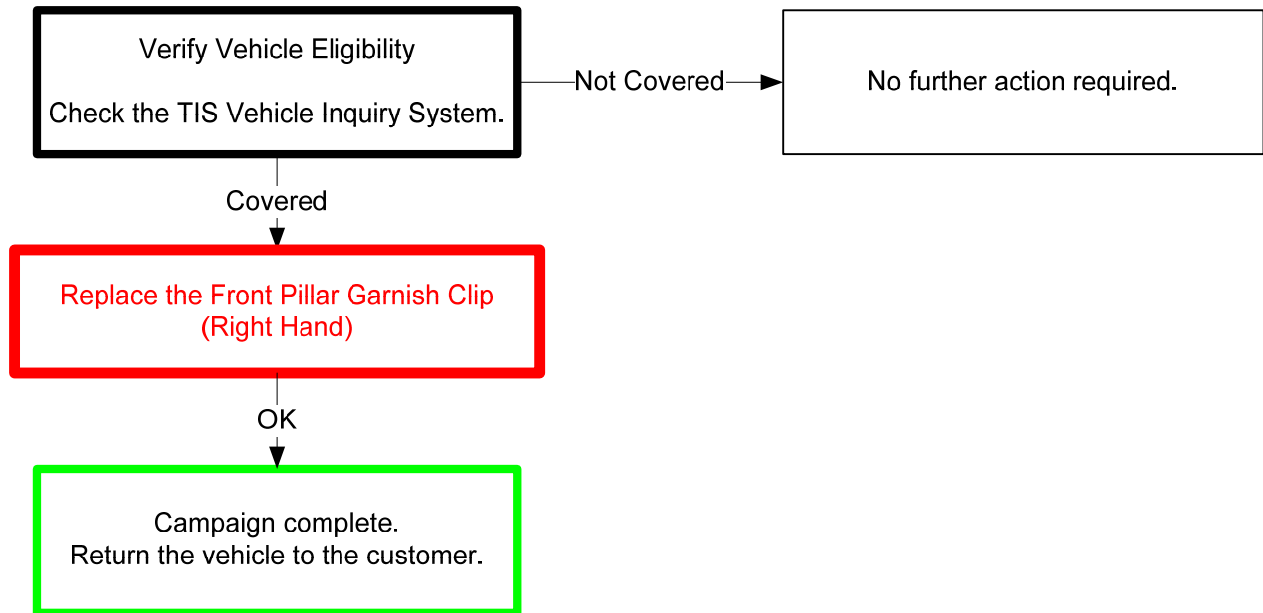 Verify Vehicle Eligibility
Check the TIS Vehicle Inquiry System.
Not Covered
No further action required.
Covered
Replace the Front Pillar Garnish Clip
(Right Hand)
OK
Campaign complete.
Return the vehicle to the customer.